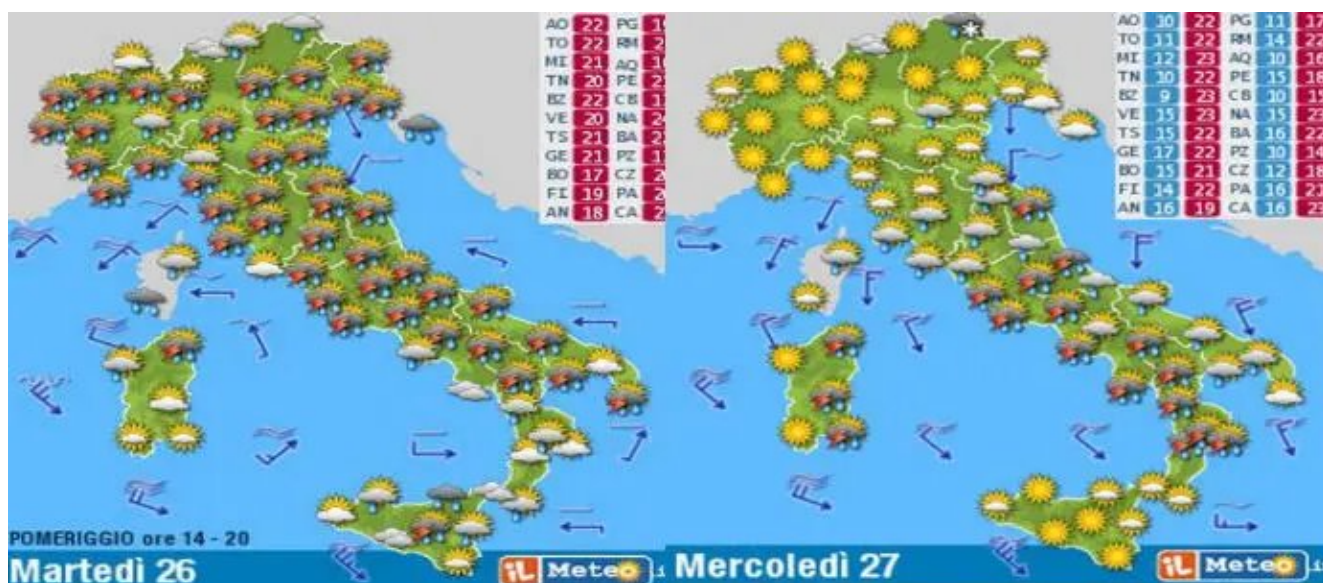 AO 22 PG
TO 22 RM
MI 21 AQ
TN 20 PE
BZ 22 CB
VE 20 NA
TS 21 BA
GE 21 PZ
BO 17 CZ
FI 19 PA
AN 18 CA
POMERIGGIO ore 14 - 20
Martedì 26
iL Meteo.i
AO 10 22 PG 11 17
TO 11 22 RM 14 22
MI 12 23 AQ 10 16
TN 10 22 PE 15 18
BZ 9 23 CB 10 15
VE 15 23 NA 15 23
TS 15 22 BA 16 22
GE 17 22 PZ 10 14
BO 15 21 CZ 12 18
FI 14 22 PA 16 21
AN 16 19 CA 16 23
Mercoledì 27
iL Meteo.i